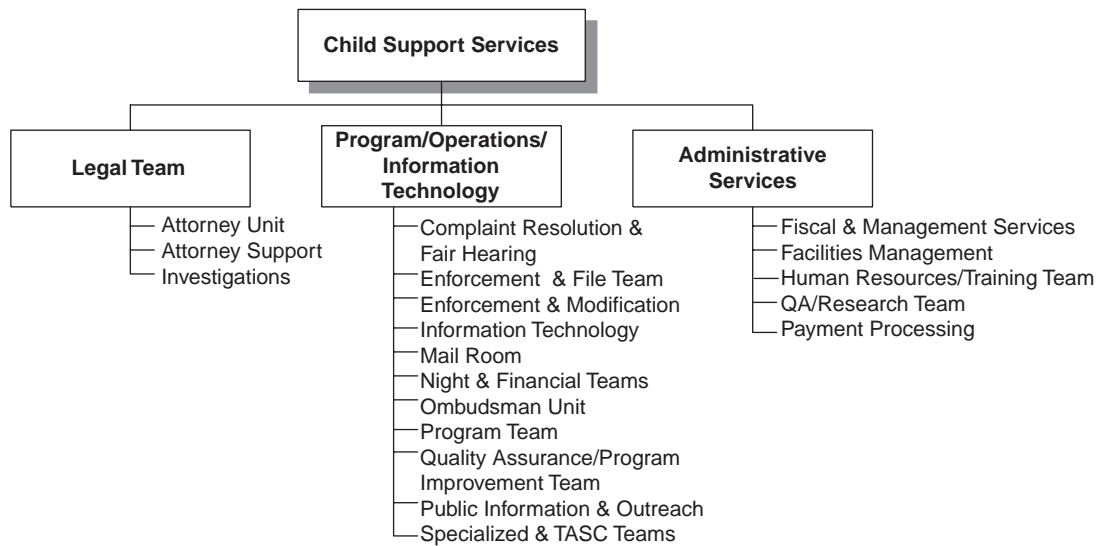 Child Support Services
Legal Team
Attorney Unit
Attorney Support
Investigations
Program/Operations/
Information
Technology
Complaint Resolution &
Fair Hearing
Enforcement & File Team
Enforcement & Modification
Information Technology
Mail Room
Night & Financial Teams
Ombudsman Unit
Program Team
Quality Assurance/Program
Improvement Team
Public Information & Outreach
Specialized & TASC Teams
Administrative
Services
Fiscal & Management Services
Facilities Management
Human Resources/Training Team
QA/Research Team
Payment Processing